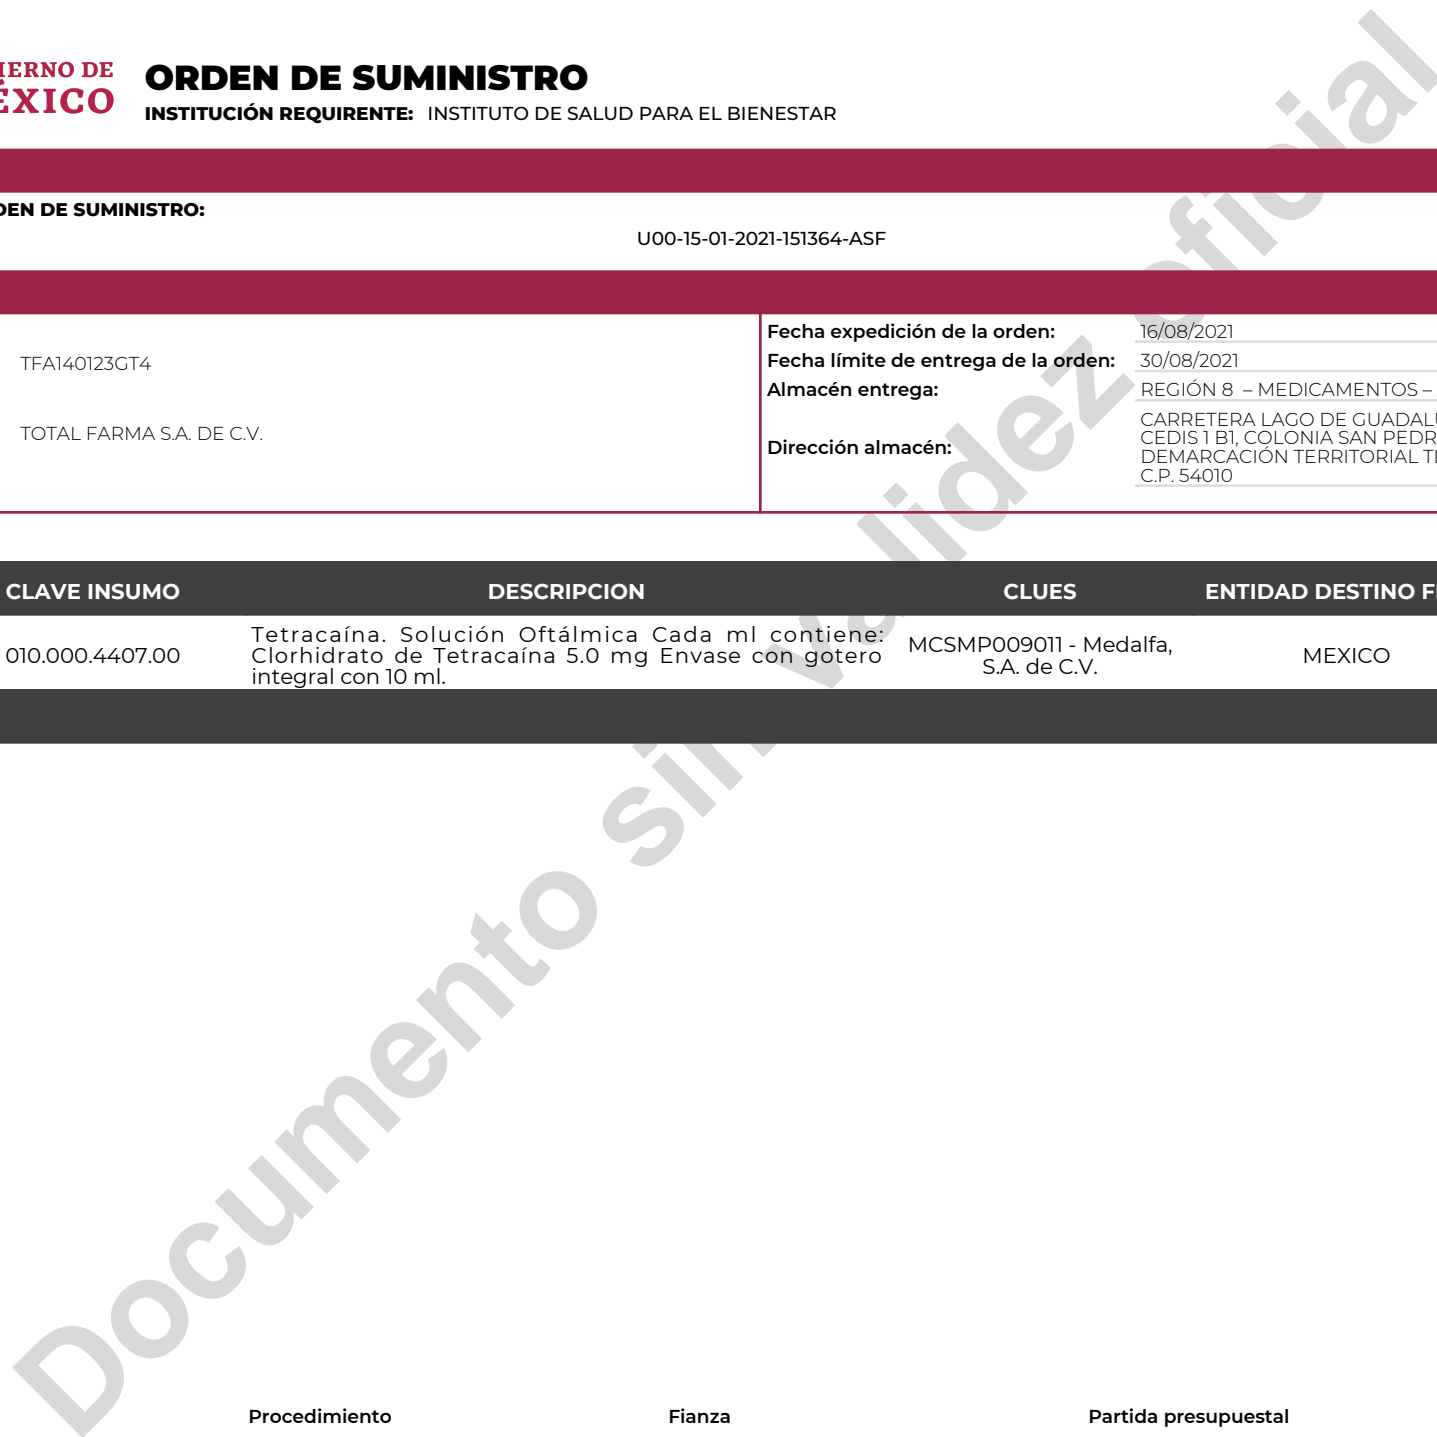 IERNO DE
ÉXICO
ORDEN DE SUMINISTRO
INSTITUCIÓN REQUIRENTE: INSTITUTO DE SALUD PARA EL BIENESTAR
DEN DE SUMINISTRO:
U00-15-01-2021-151364-ASF
TFA140123GT4
TOTAL FARMA S.A. DE C.V.
Fecha expedición de la orden: 16/08/2021
Fecha límite de entrega de la orden: 30/08/2021
Almacén entrega: REGIÓN 8 – MEDICAMENTOS –
Dirección almacén:
CARRETERA LAGO DE GUADALU
CEDIS 1 B1, COLONIA SAN PEDR
DEMARCACIÓN TERRITORIAL TL
C.P. 54010
CLAVE INSUMO DESCRIPCION CLUES ENTIDAD DESTINO FI
010.000.4407.00
Tetracaína. Solución Oftálmica Cada ml contiene:
Clorhidrato de Tetracaína 5.0 mg Envase con gotero
integral con 10 ml.
MCSMP009011 - Medalfa,
S.A. de C.V.
MEXICO
Documento sin validez oficial
Procedimiento Fianza Partida presupuestal